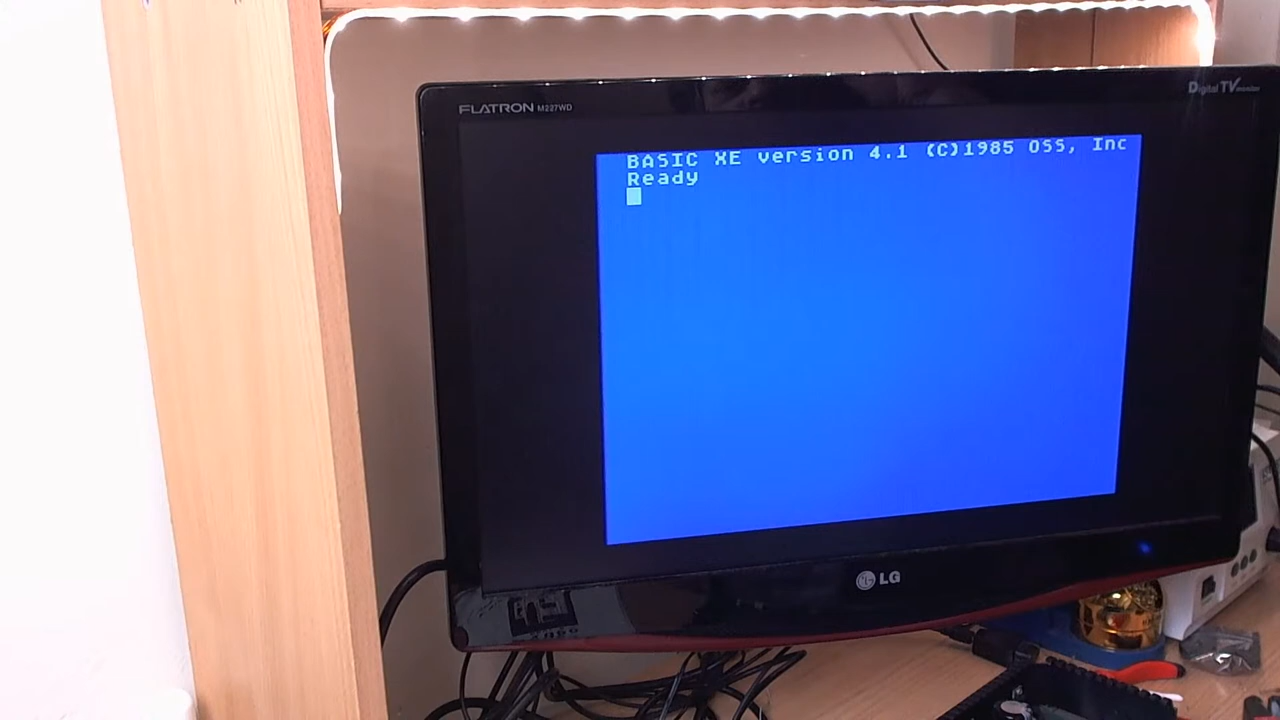 FLATRON M227WD
Digital TV monitor
BASIC XE version 4.1 (C)1985 OSS, Inc
Ready
LG